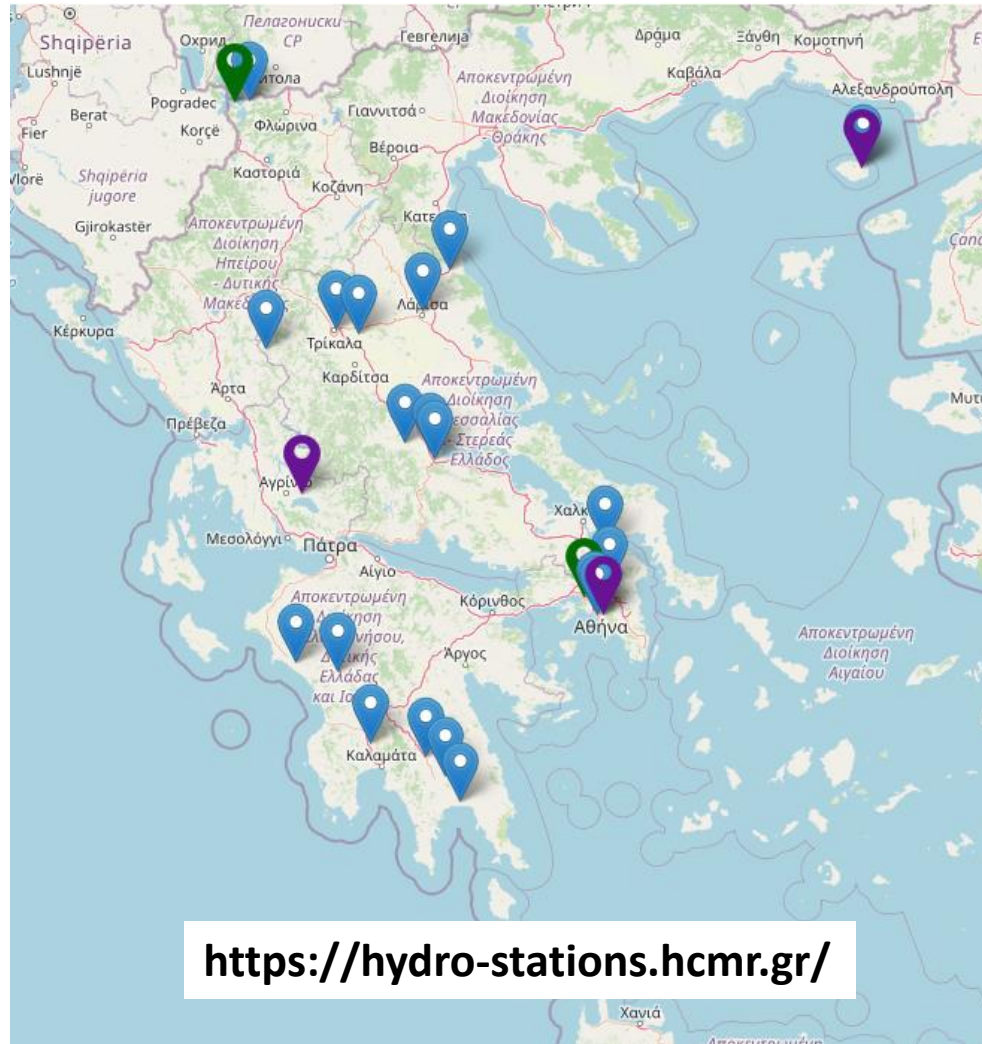 Пелагониски
СР
Гевгелија
Δράμα
Ξάνθη
Κομοτηνή
Shqipëria
Охрид
Lushnjë
Καβάλα
Αλεξανδρούπολη
Pogradec
Γιαννιτσά
Αποκεντρωμένη
Διοίκηση
Μακεδονίας
Θράκης
Berat
Fier
Korçë
Φλώρινα
Βέροια
Vlorë
Shqipëria
jugore
Καστοριά
Κοζάνη
Gjirokastër
Αποκεντρωμένη
Διοίκηση
Ηπείρου
- Δυτικής
Κέρκυρα
Λάρισα
Τρίκαλα
Καρδίτσα
Άρτα
Αποκεντρωμένη
Διοίκηση
- Στερεάς
Ελλάδος
Πρέβεζα
Μεσολόγγι
Πάτρα
Αίγιο
Κόρινθος
Αθήνα
Αποκεντρωμένη
Άργος
Ελλάδας
και
Αποκεντρωμένη
Διοίκηση
Αιγαίου
Καλαμάτα
https://hydro-stations.hcmr.gr/
Χανιά